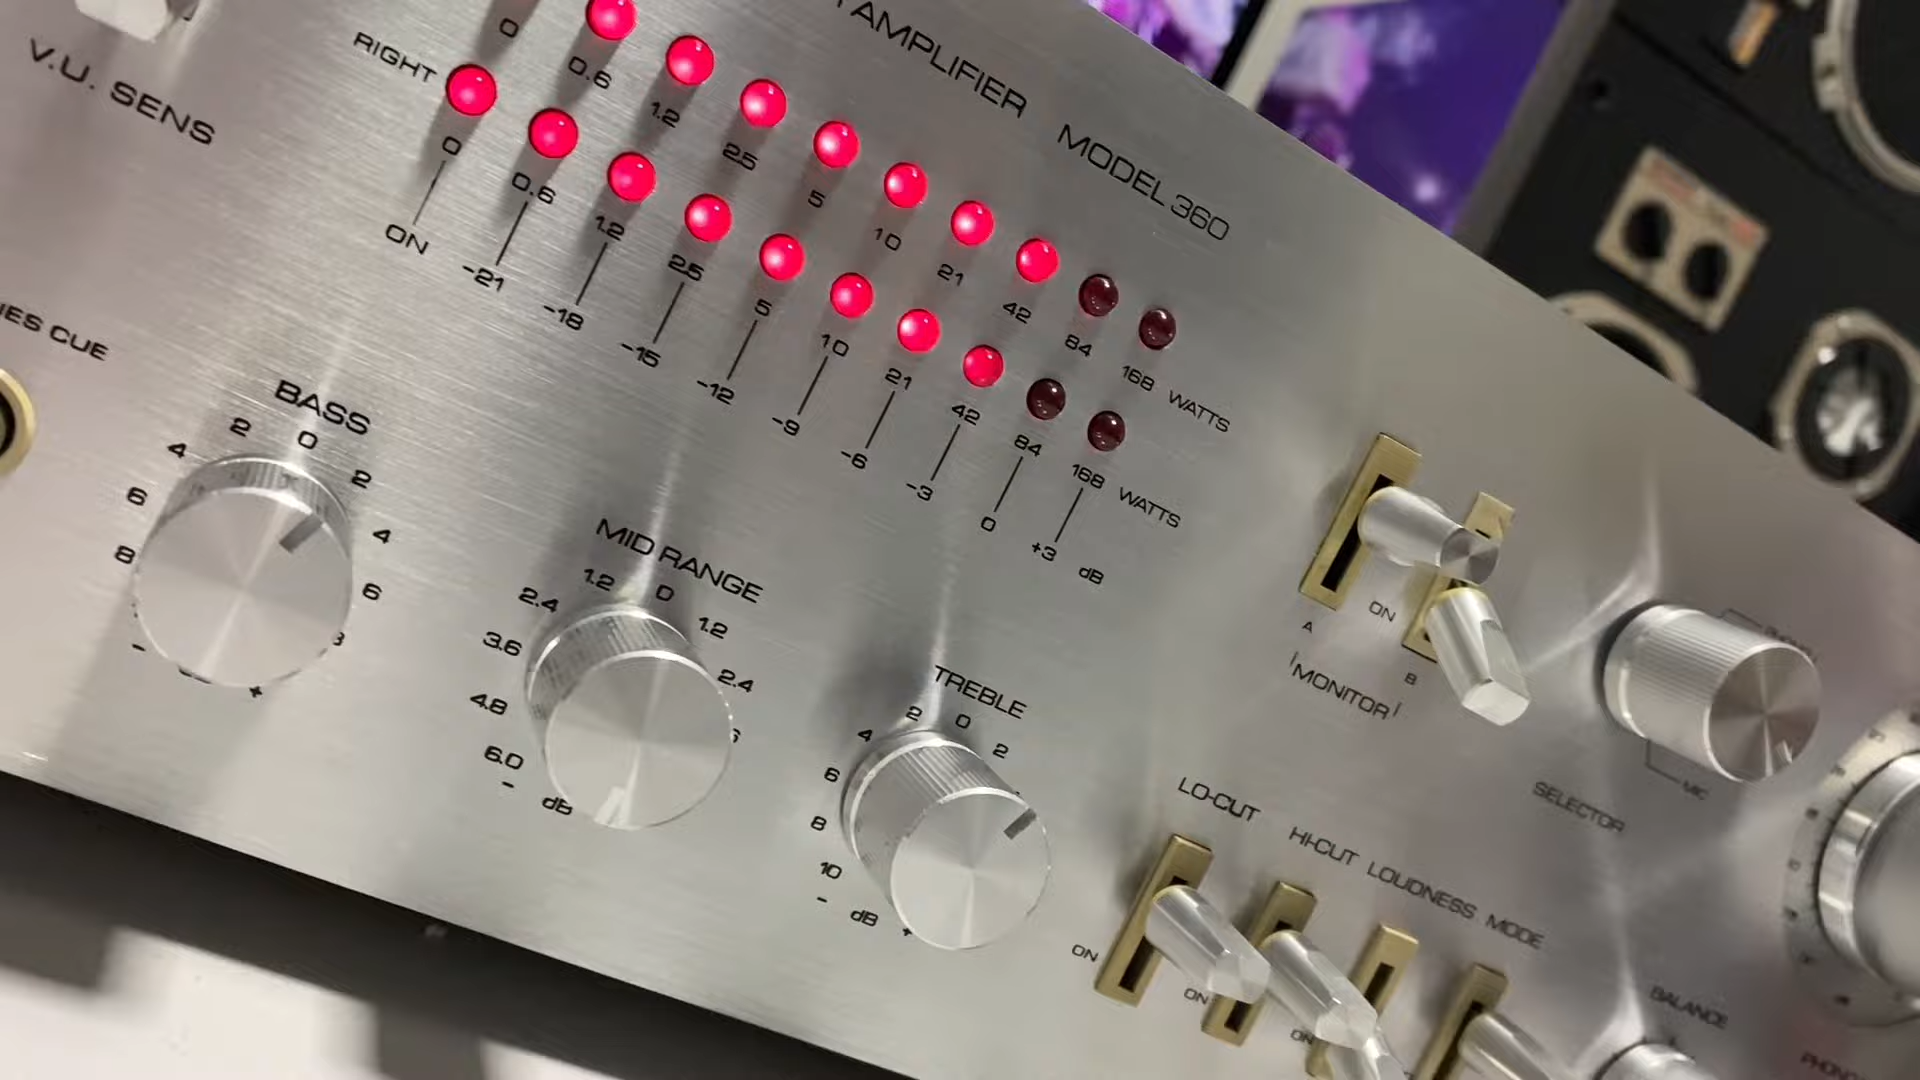 AMPLIFIER MODEL 360
V.U. SENS
0 0.6 1.2 2.5 5 10 21 42 84 168 WATTS
RIGHT
0 0.6 1.2 2.5 5 10 21 42 84 168 WATTS
ON -21 -18 -15 -12 -9 -6 -3 0 +3 dB
CUE
BASS
8 6 4 2 0 2 4 6 8
- +
MID RANGE
6.0 4.8 3.6 2.4 1.2 0 1.2 2.4
- dB
TREBLE
10 8 6 4 2 0 2
- dB +
ON
A B
MONITOR
SELECTOR
MIC
LO-CUT HI-CUT LOUDNESS MODE
ON ON ON
BALANCE